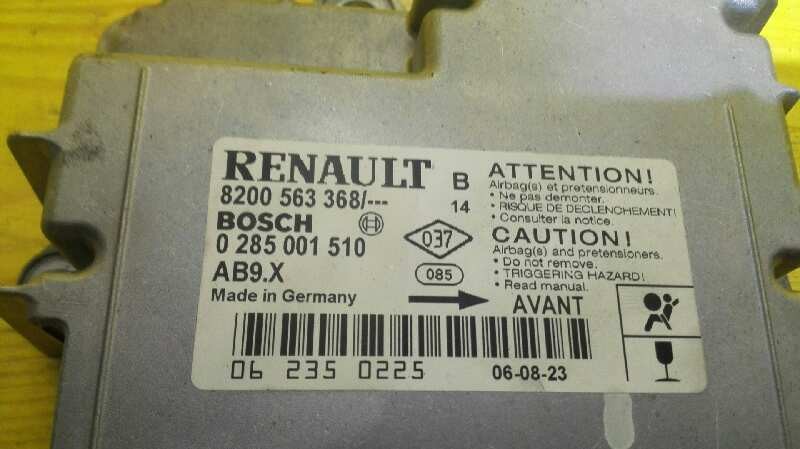 RENAULT B
8200 563 368/--- 14
BOSCH
0 285 001 510
AB9.X
Made in Germany
037
085
ATTENTION!
Airbag(s) et pretensionneurs.
• Ne pas demonter.
• RISQUE DE DECLENCHEMENT!
• Consulter la notice.
CAUTION!
Airbag(s) and pretensioners.
• Do not remove.
• TRIGGERING HAZARD!
• Read manual.
AVANT
06 235 0225
06-08-23